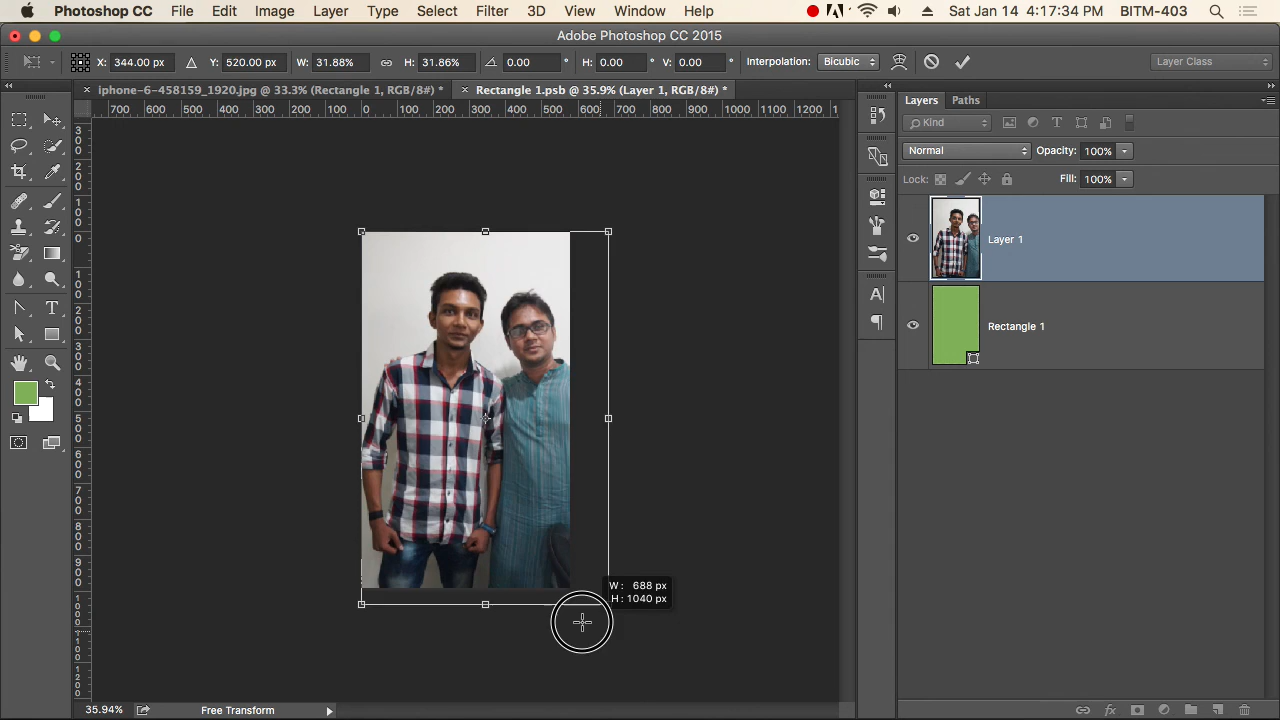 Photoshop CC File Edit Image Layer Type Select Filter 3D View Window Help Sat Jan 14 4:17:34 PM BITM-403
Adobe Photoshop CC 2015
X: 344.00 px Y: 520.00 px W: 31.88% H: 31.86% 0.00 ° H: 0.00 ° V: 0.00 ° Interpolation: Bicubic Layer Class
iphone-6-458159_1920.jpg @ 33.3% (Rectangle 1, RGB/8#) * Rectangle 1.psb @ 35.9% (Layer 1, RGB/8#) *
Layers Paths
700 600 500 400 300 200 100 0 100 200 300 400 500 600 700 800 900 1000 1100 1200
Kind
Normal Opacity: 100%
Lock: Fill: 100%
Layer 1
Rectangle 1
W : 688 px
H : 1040 px
35.94% Free Transform